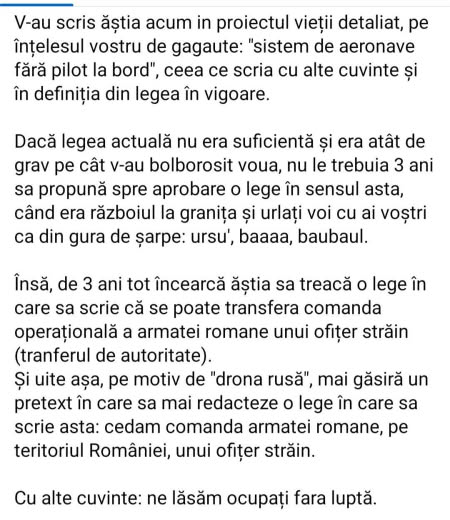 V-au scris ăștia acum in proiectul vieții detaliat, pe
înțelesul vostru de gagaute: "sistem de aeronave
fără pilot la bord", ceea ce scria cu alte cuvinte și
în definiția din legea în vigoare.
Dacă legea actuală nu era suficientă și era atât de
grav pe cât v-au bolborosit voua, nu le trebuia 3 ani
sa propună spre aprobare o lege în sensul asta,
când era războiul la granița și urlați voi cu ai voștri
ca din gura de șarpe: ursu', baaaa, baubaul.
Însă, de 3 ani tot încearcă ăștia sa treacă o lege în
care sa scrie că se poate transfera comanda
operațională a armatei romane unui ofițer străin
(tranferul de autoritate).
Și uite așa, pe motiv de "drona rusă", mai găsiră un
pretext în care sa mai redacteze o lege în care sa
scrie asta: cedam comanda armatei romane, pe
teritoriul României, unui ofițer străin.
Cu alte cuvinte: ne lăsăm ocupați fara luptă.